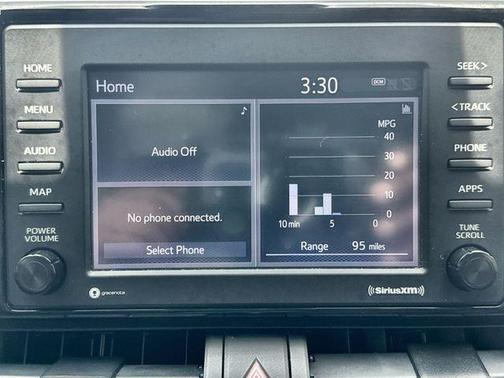 HOME
MENU
AUDIO
MAP
POWER
VOLUME
Home
3:30
DCM
Audio Off
No phone connected.
Select Phone
MPG
40
30
20
10
0
10 min
5
0
Range 95 miles
SEEK >
< TRACK
PHONE
APPS
TUNE
SCROLL
gracenote
((SiriusXM))